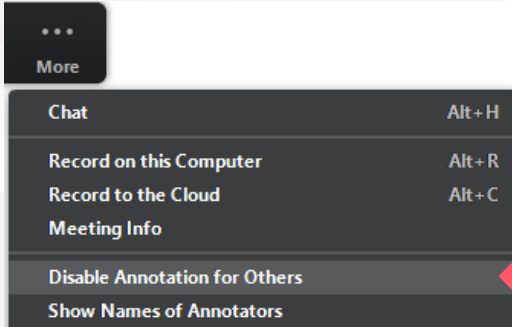 More
Chat Alt+H
Record on this Computer Alt+R
Record to the Cloud Alt+C
Meeting Info
Disable Annotation for Others
Show Names of Annotators